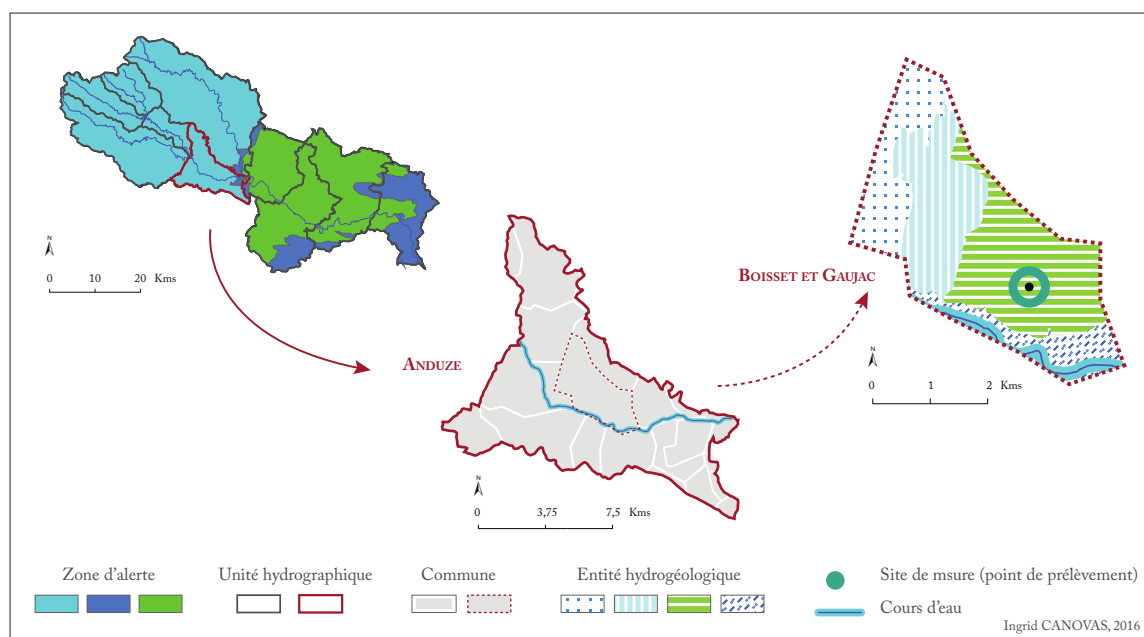 N
0 10 20 Kms
BOISSET ET GAUJAC
ANDUZE
N
0 1 2 Kms
N
0 3,75 7,5 Kms
Zone d'alerte
Unité hydrographique
Commune
Entité hydrogéologique
Site de msure (point de prélèvement)
Cours d'eau
Ingrid CANOVAS, 2016